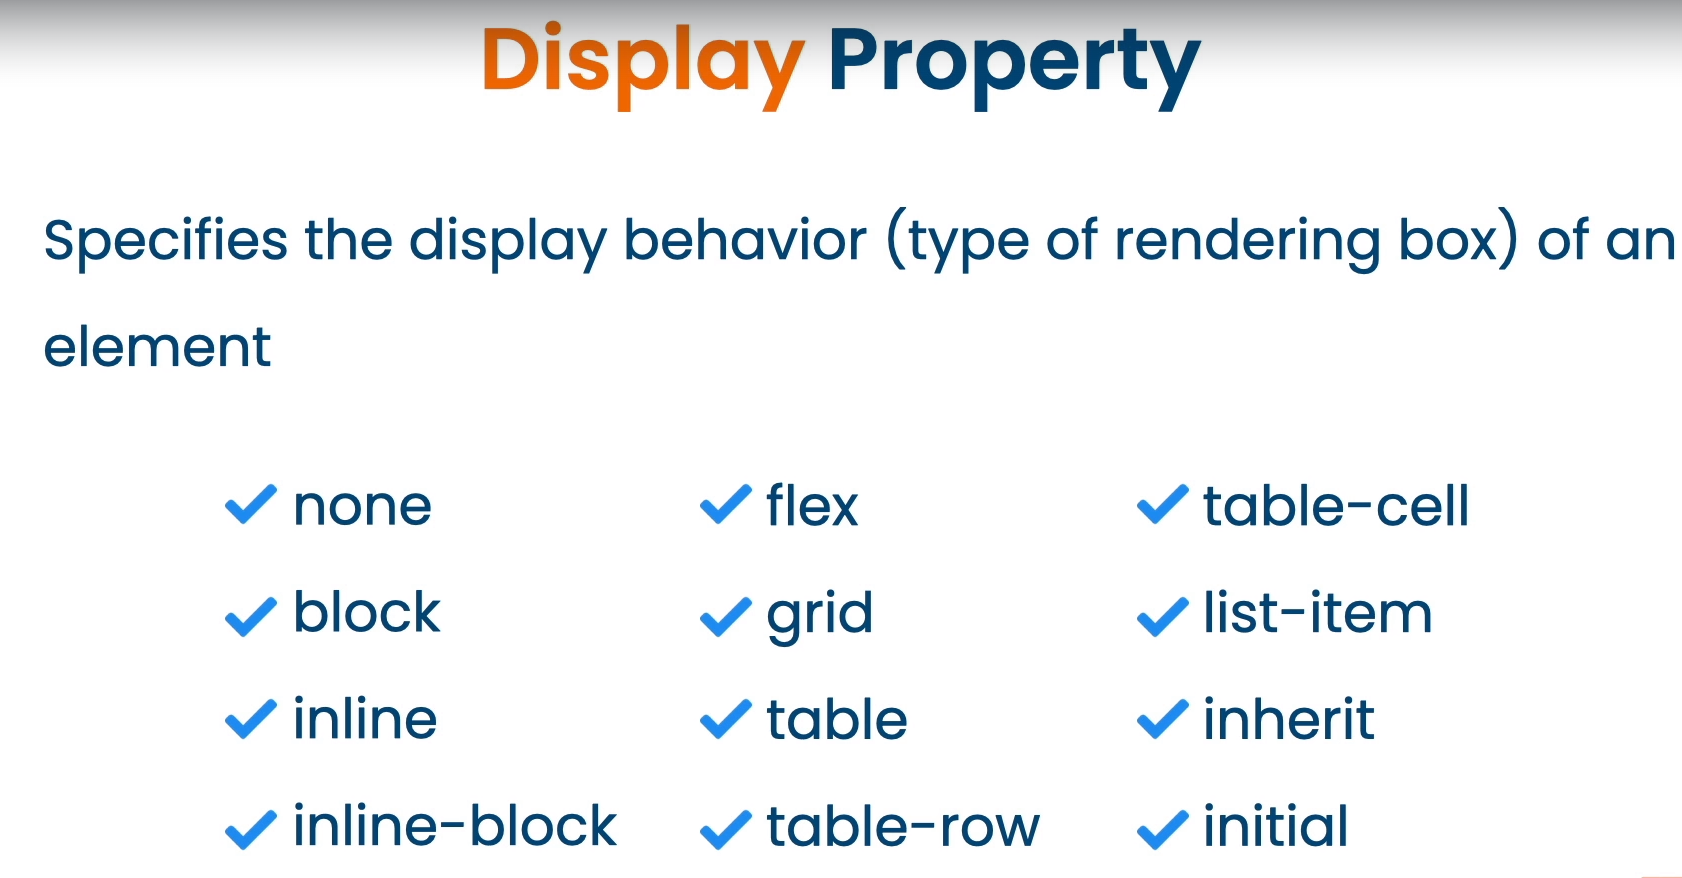 Display Property
Specifies the display behavior (type of rendering box) of an
element
none
block
inline
inline-block
flex
grid
table
table-row
table-cell
list-item
inherit
initial